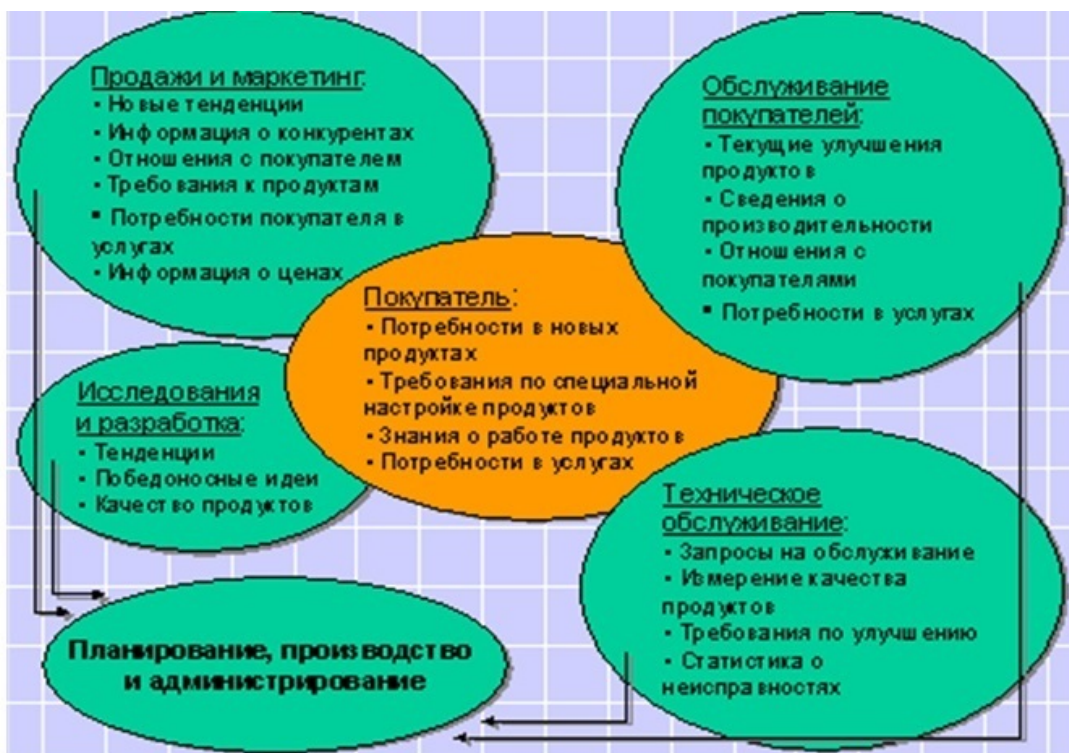 Продажи и маркетинг:
▪ Новые тенденции
▪ Информация о конкурентах
▪ Отношения с покупателем
▪ Требования к продуктам
▪ Потребности покупателя в
услугах
▪ Информация о ценах
Обслуживание
покупателей:
▪ Текущие улучшения
продуктов
▪ Сведения о
производительности
▪ Отношения с
покупателями
▪ Потребности в услугах
Покупатель:
▪ Потребности в новых
продуктах
▪ Требования по специальной
настройке продуктов
▪ Знания о работе продуктов
▪ Потребности в услугах
Исследования
и разработка:
▪ Тенденции
▪ Победоносные идеи
▪ Качество продуктов
Техническое
обслуживание:
▪ Запросы на обслуживание
▪ Измерение качества
продуктов
▪ Требования по улучшению
▪ Статистика о
неисправностях
Планирование, производство
и администрирование